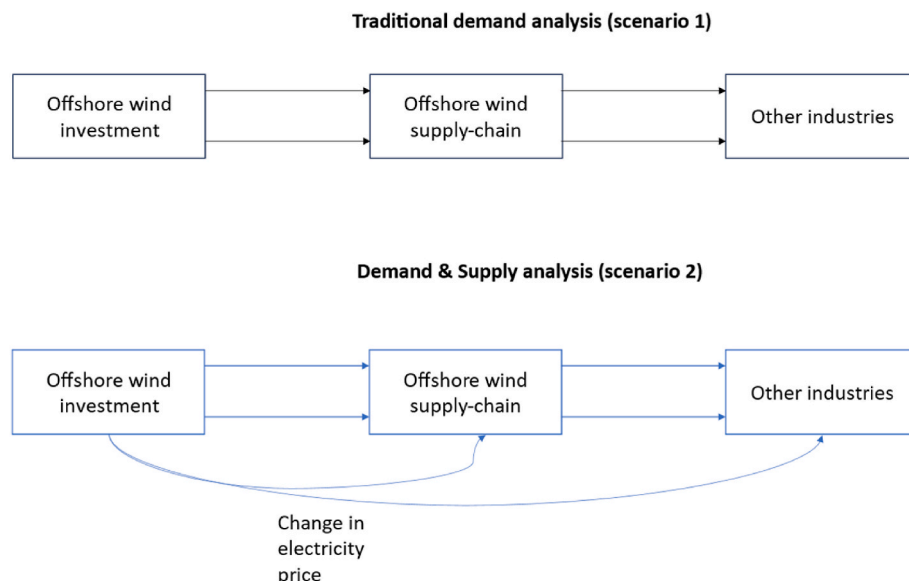 Traditional demand analysis (scenario 1)
Offshore wind
investment
Offshore wind
supply-chain
Other industries
Demand & Supply analysis (scenario 2)
Offshore wind
investment
Offshore wind
supply-chain
Other industries
Change in
electricity
price